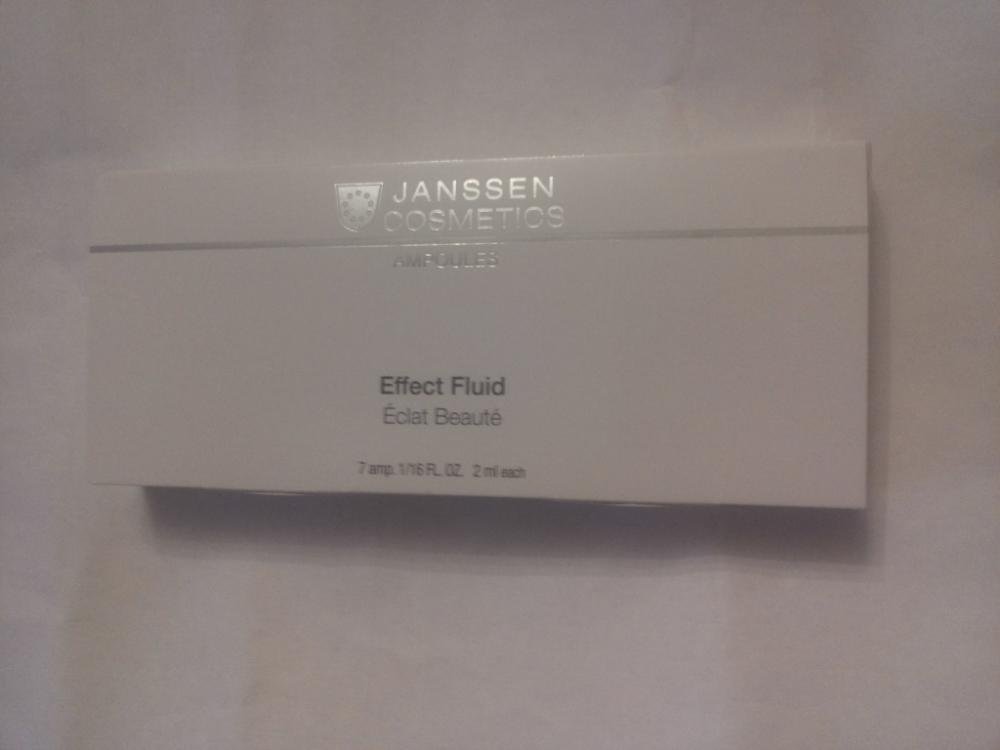 JANSSEN
COSMETICS
AMPOULES
Effect Fluid
Éclat Beauté
7 amp. 1/16 FL. OZ. 2 ml each